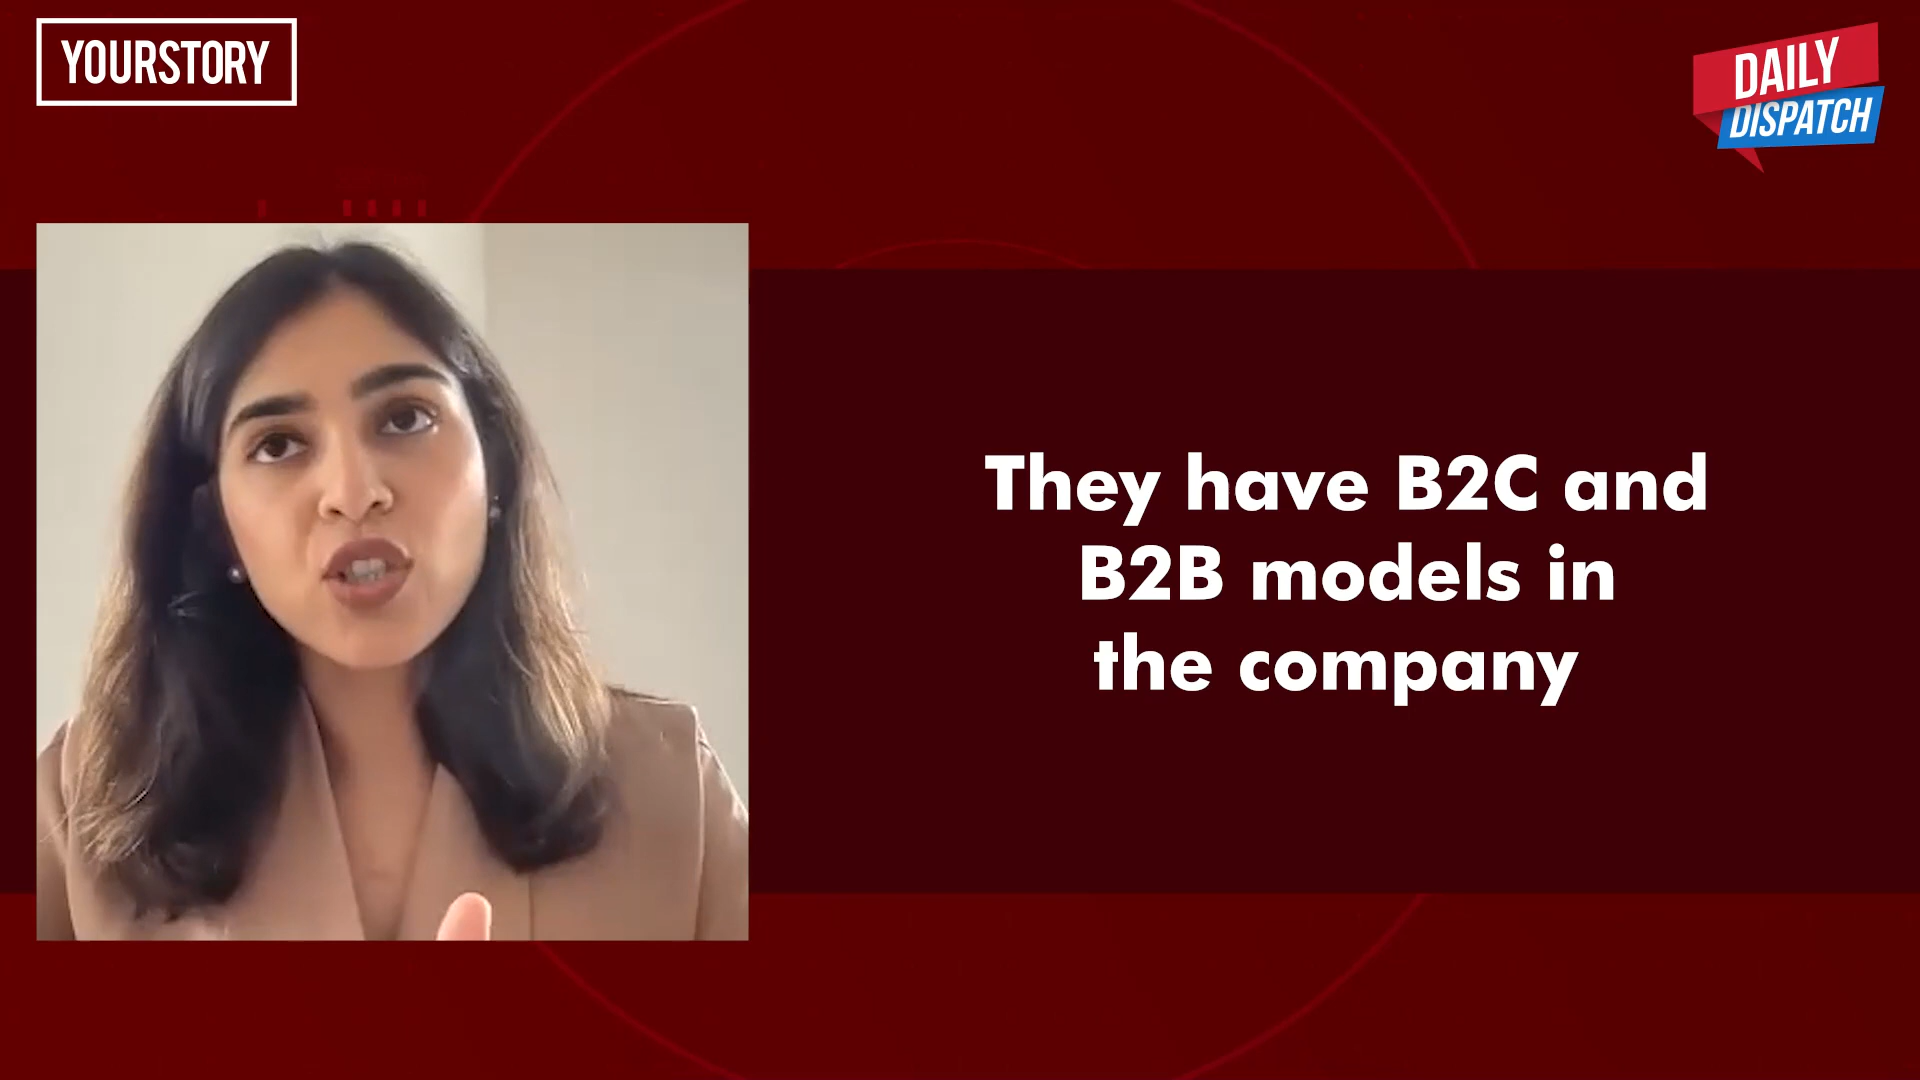 YOURSTORY
DAILY
DISPATCH
They have B2C and
B2B models in
the company